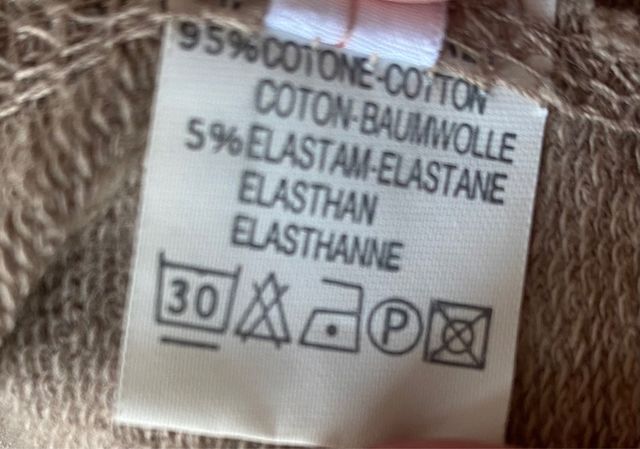 95%COTONE-COTTON
COTON-BAUMWOLLE
5%ELASTAM-ELASTANE
ELASTHAN
ELASTHANNE
30
P